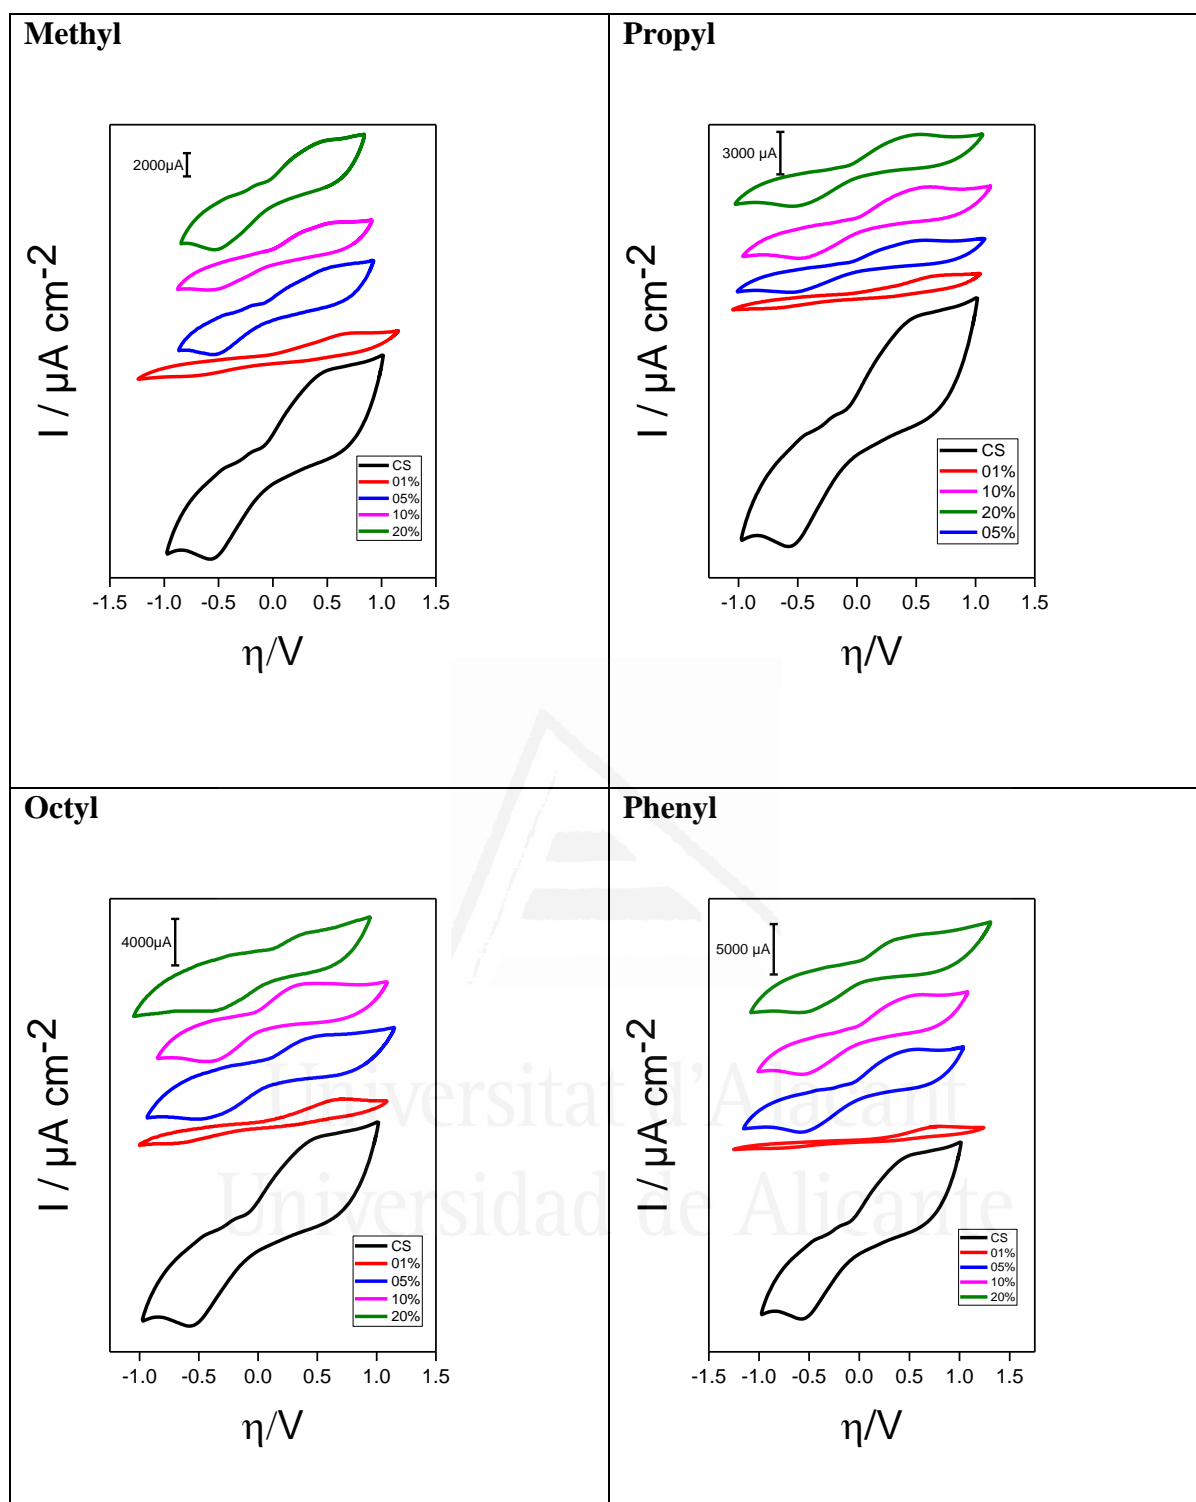 Methyl
2000µA
I / µA cm-2
CS
01%
05%
10%
20%
-1.5 -1.0 -0.5 0.0 0.5 1.0 1.5
η/V
Propyl
3000 µA
I / µA cm-2
CS
01%
10%
20%
05%
-1.0 -0.5 0.0 0.5 1.0 1.5
η/V
Octyl
4000µA
I / µA cm-2
CS
01%
05%
10%
20%
-1.0 -0.5 0.0 0.5 1.0 1.5
η/V
Phenyl
5000 µA
I / µA cm-2
CS
01%
05%
10%
20%
-1.5 -1.0 -0.5 0.0 0.5 1.0 1.5
η/V
Universitat d'Alacant
Universidad de Alicante